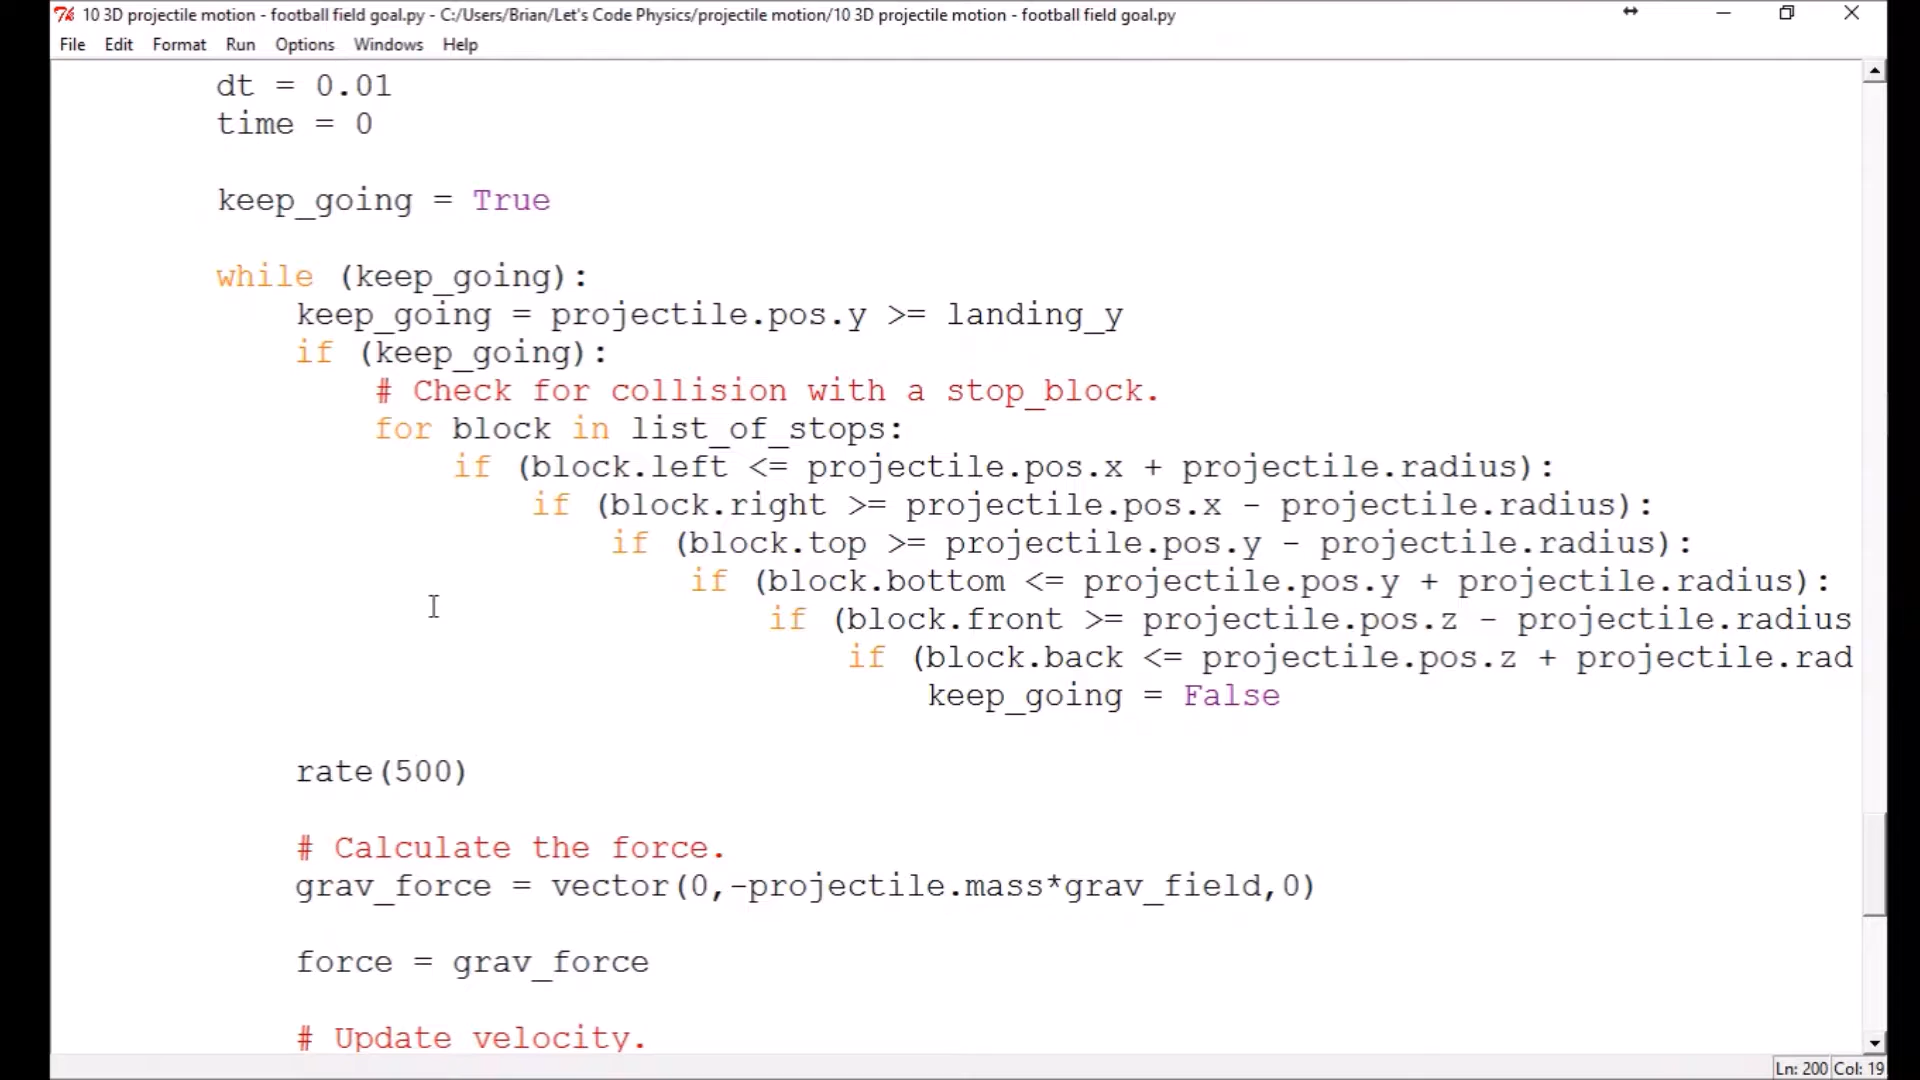 10 3D projectile motion - football field goal.py - C:/Users/Brian/Let's Code Physics/projectile motion/10 3D projectile motion - football field goal.py
File Edit Format Run Options Windows Help
dt = 0.01
time = 0
keep_going = True
while (keep_going):
keep_going = projectile.pos.y >= landing_y
if (keep_going):
# Check for collision with a stop_block.
for block in list_of_stops:
if (block.left <= projectile.pos.x + projectile.radius):
if (block.right >= projectile.pos.x - projectile.radius):
if (block.top >= projectile.pos.y - projectile.radius):
if (block.bottom <= projectile.pos.y + projectile.radius):
if (block.front >= projectile.pos.z - projectile.radius
if (block.back <= projectile.pos.z + projectile.rad
keep_going = False
rate(500)
# Calculate the force.
grav_force = vector(0,-projectile.mass*grav_field,0)
force = grav_force
# Update velocity.
Ln: 200 Col: 19